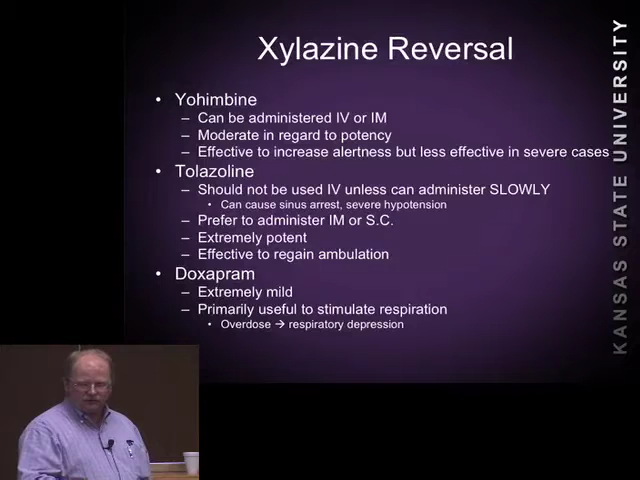 Xylazine Reversal
• Yohimbine
– Can be administered IV or IM
– Moderate in regard to potency
– Effective to increase alertness but less effective in severe cases
• Tolazoline
– Should not be used IV unless can administer SLOWLY
• Can cause sinus arrest, severe hypotension
– Prefer to administer IM or S.C.
– Extremely potent
– Effective to regain ambulation
• Doxapram
– Extremely mild
– Primarily useful to stimulate respiration
• Overdose → respiratory depression
KANSAS STATE UNIVERSITY